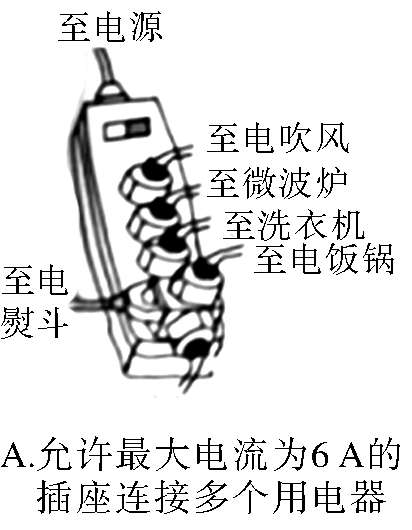 至电源
至电吹风
至微波炉
至洗衣机
至电饭锅
至电
熨斗
A.允许最大电流为6 A的
插座连接多个用电器